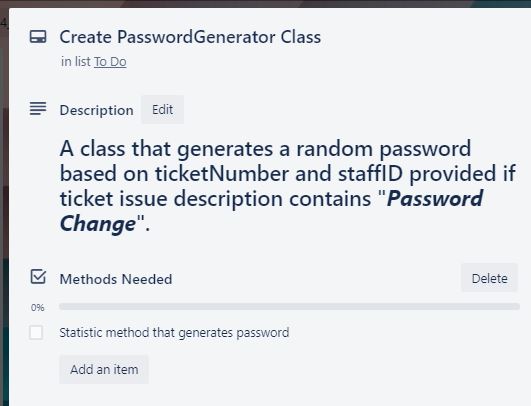 Create PasswordGenerator Class
in list To Do
Description Edit
A class that generates a random password
based on ticketNumber and staffID provided if
ticket issue description contains "Password
Change".
Methods Needed Delete
0%
Statistic method that generates password
Add an item